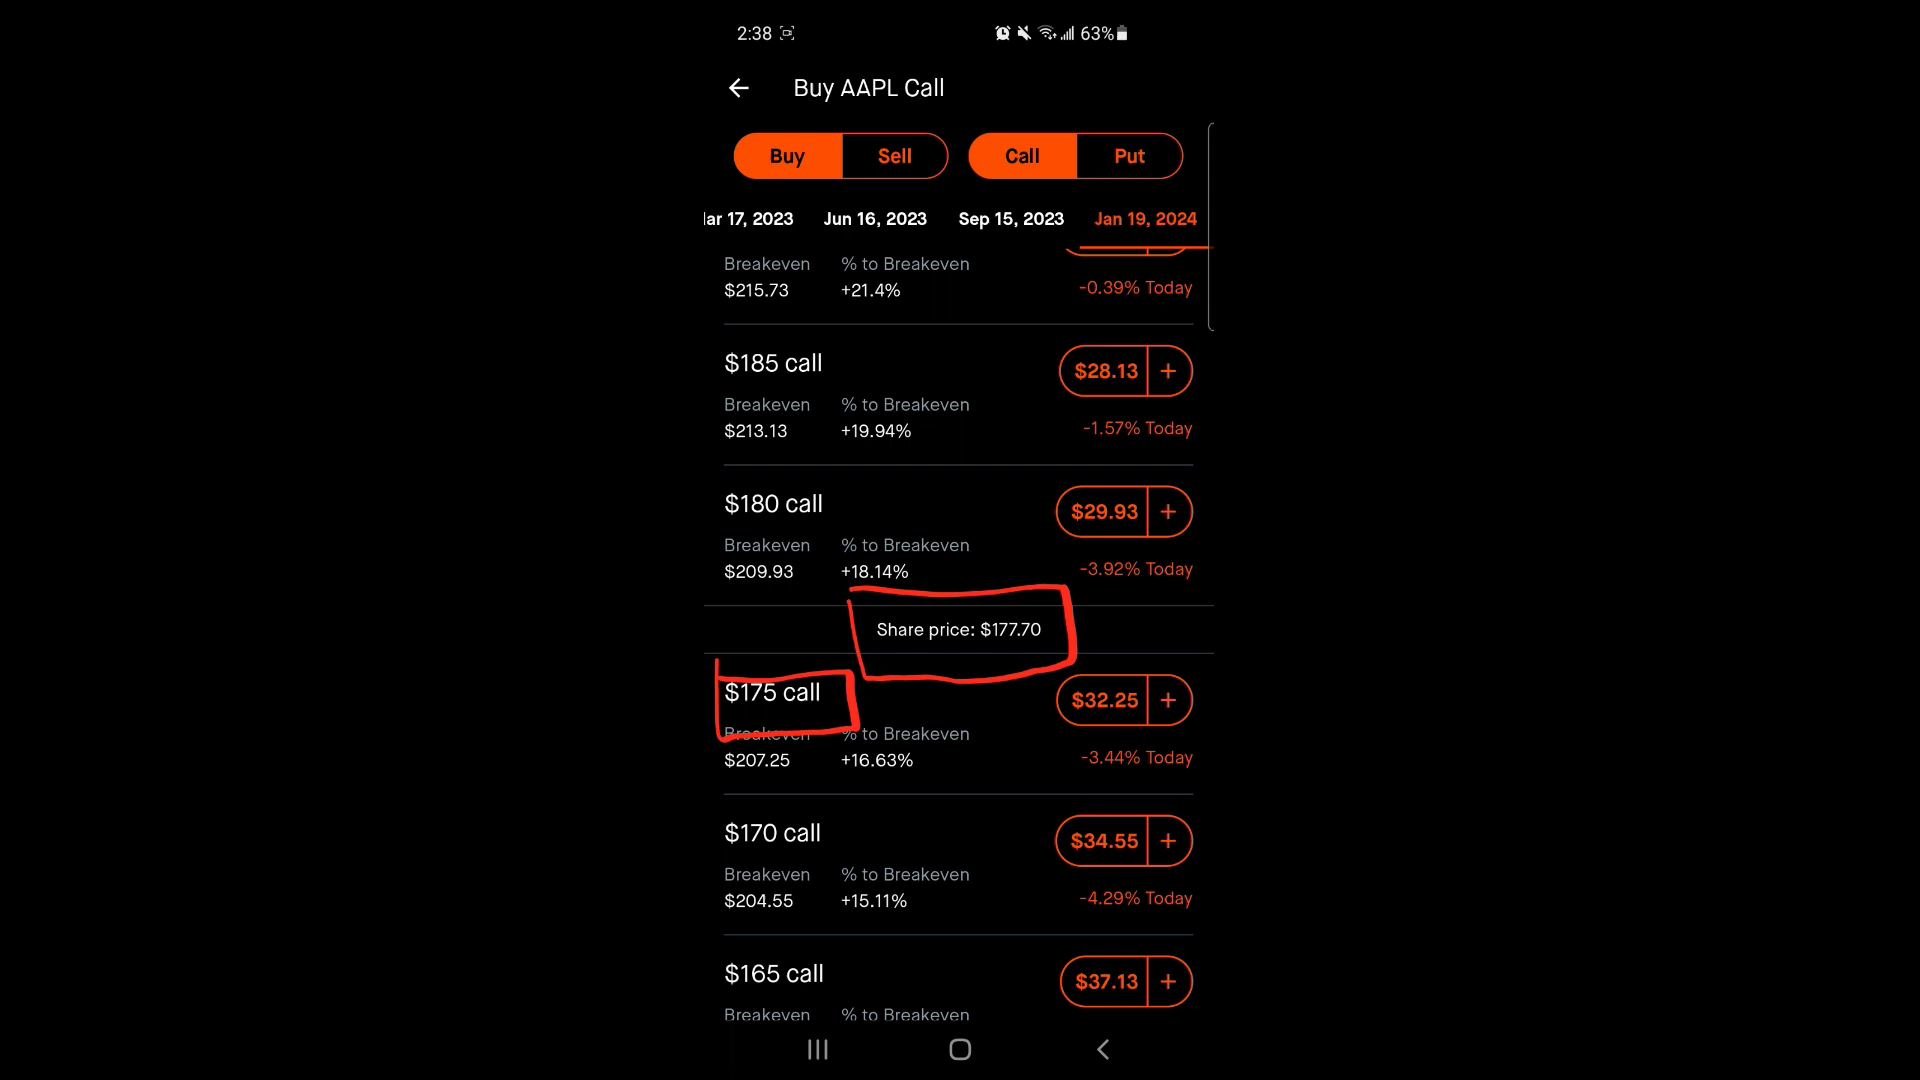 2:38 63%
Buy AAPL Call
Buy Sell Call Put
ar 17, 2023 Jun 16, 2023 Sep 15, 2023 Jan 19, 2024
Breakeven % to Breakeven
$215.73 +21.4% -0.39% Today
$185 call $28.13 +
Breakeven % to Breakeven
$213.13 +19.94% -1.57% Today
$180 call $29.93 +
Breakeven % to Breakeven
$209.93 +18.14% -3.92% Today
Share price: $177.70
$175 call $32.25 +
Breakeven % to Breakeven
$207.25 +16.63% -3.44% Today
$170 call $34.55 +
Breakeven % to Breakeven
$204.55 +15.11% -4.29% Today
$165 call $37.13 +
Breakeven % to Breakeven